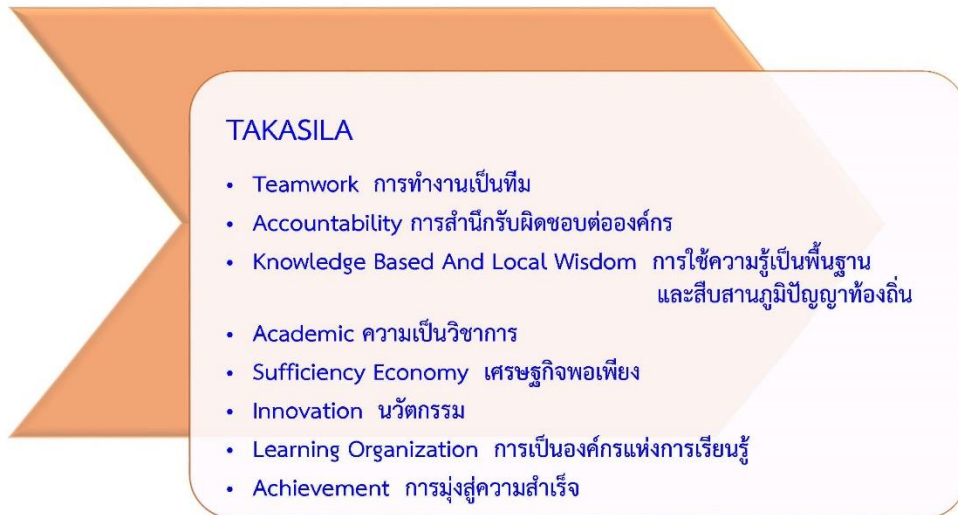 TAKASILA
• Teamwork การทำงานเป็นทีม
• Accountability การสำนึกรับผิดชอบต่อองค์กร
• Knowledge Based And Local Wisdom การใช้ความรู้เป็นพื้นฐาน
และสืบสานภูมิปัญญาท้องถิ่น
• Academic ความเป็นวิชาการ
• Sufficiency Economy เศรษฐกิจพอเพียง
• Innovation นวัตกรรม
• Learning Organization การเป็นองค์กรแห่งการเรียนรู้
• Achievement การมุ่งสู่ความสำเร็จ